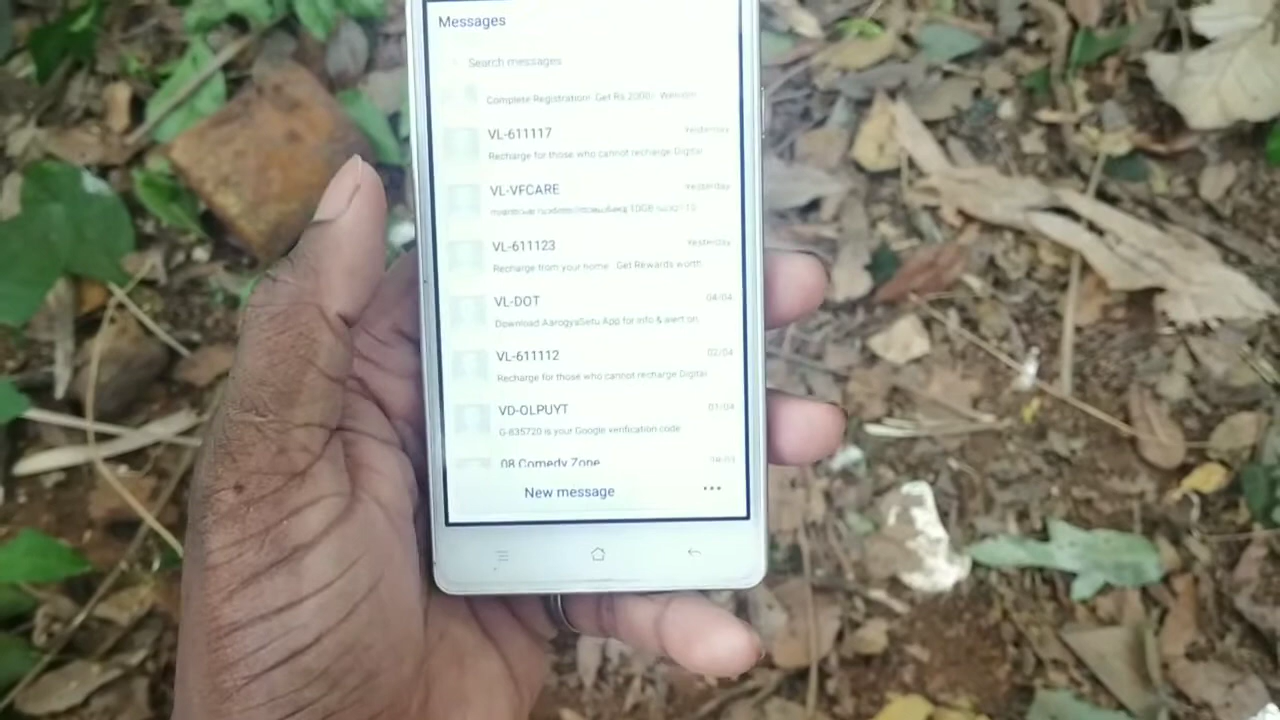 Messages
Search messages
Complete Registration! Get Rs.2000/-
VL-611117
Yesterday
Recharge for those who cannot recharge.Digital
VL-VFCARE
Yesterday
10GB
VL-611123
Yesterday
Recharge from your home . Get Rewards worth
VL-DOT
04/04
Download AarogyaSetu App for info & alert on
VL-611112
02/04
Recharge for those who cannot recharge.Digital
VD-OLPUYT
01/04
G-835720 is your Google verification code
08 Comedy Zone
New message